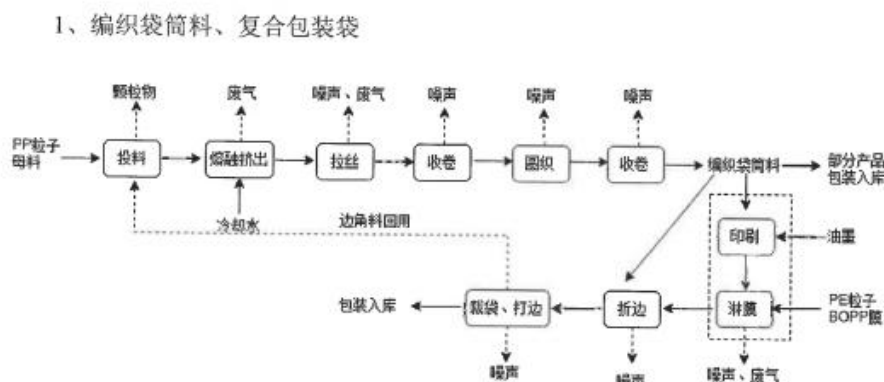 1、编织袋筒料、复合包装袋
颗粒物
废气
噪声、废气
噪声
噪声
噪声
PP粒子
母料
投料
熔融挤出
拉丝
收卷
圆织
收卷
编织袋筒料
部分产品
包装入库
冷却水
边角料回用
印刷
油墨
包装入库
裁袋、打边
折边
淋膜
PE粒子
BOPP膜
噪声
噪声
噪声、废气